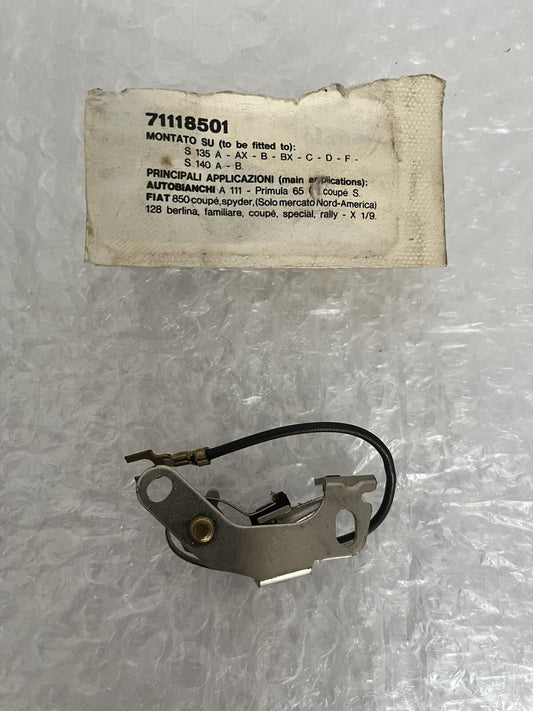 71118501
MONTATO SU (to be fitted to):
S 135 A - AX - B - BX - C - D - F -
S 140 A - B.
PRINCIPALI APPLICAZIONI (main applications):
AUTOBIANCHI A 111 - Primula 65 C coupé S.
FIAT 850 coupé, spyder, (Solo mercato Nord-America)
128 berlina, familiare, coupé, special, rally - X 1/9.